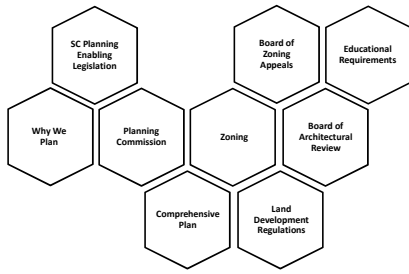 SC Planning
Enabling
Legislation
Board of
Zoning
Appeals
Educational
Requirements
Why We
Plan
Planning
Commission
Zoning
Board of
Architectural
Review
Comprehensive
Plan
Land
Development
Regulations